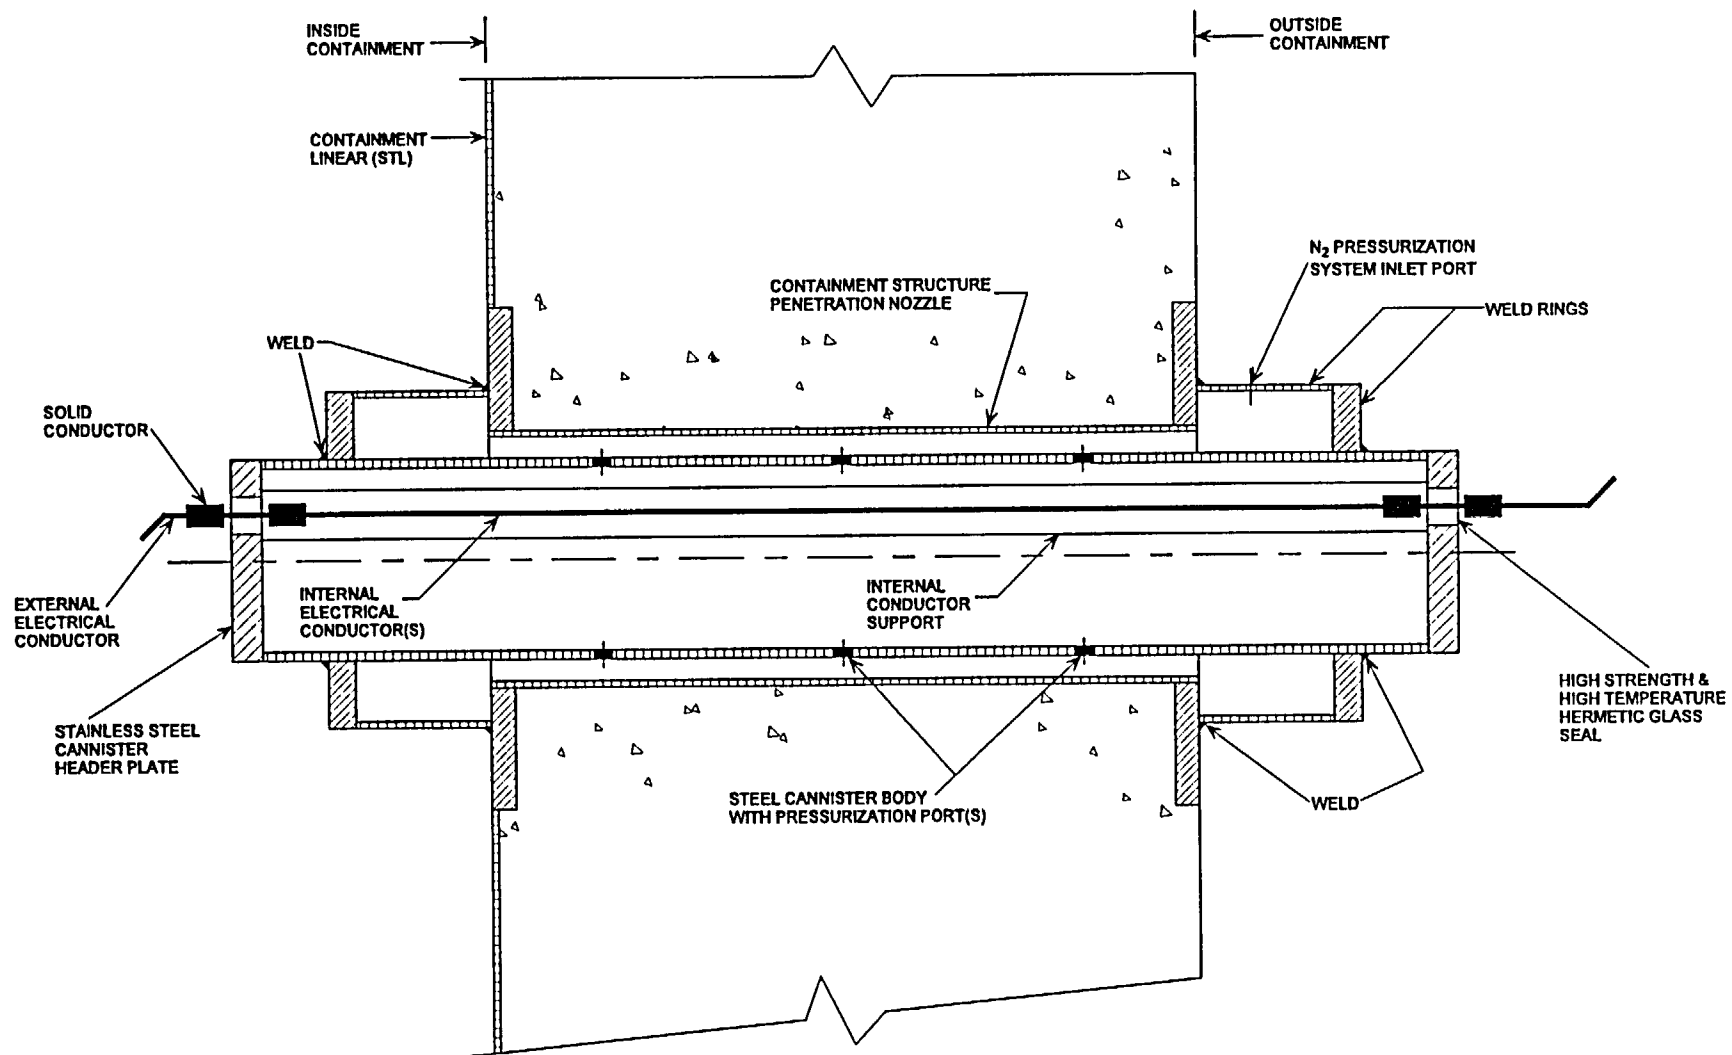 INSIDE
CONTAINMENT
OUTSIDE
CONTAINMENT
CONTAINMENT
LINEAR (STL)
N₂ PRESSURIZATION
SYSTEM INLET PORT
CONTAINMENT STRUCTURE
PENETRATION NOZZLE
WELD RINGS
WELD
SOLID
CONDUCTOR
EXTERNAL
ELECTRICAL
CONDUCTOR
INTERNAL
ELECTRICAL
CONDUCTOR(S)
INTERNAL
CONDUCTOR
SUPPORT
HIGH STRENGTH &
HIGH TEMPERATURE
HERMETIC GLASS
SEAL
STAINLESS STEEL
CANNISTER
HEADER PLATE
STEEL CANNISTER BODY
WITH PRESSURIZATION PORT(S)
WELD